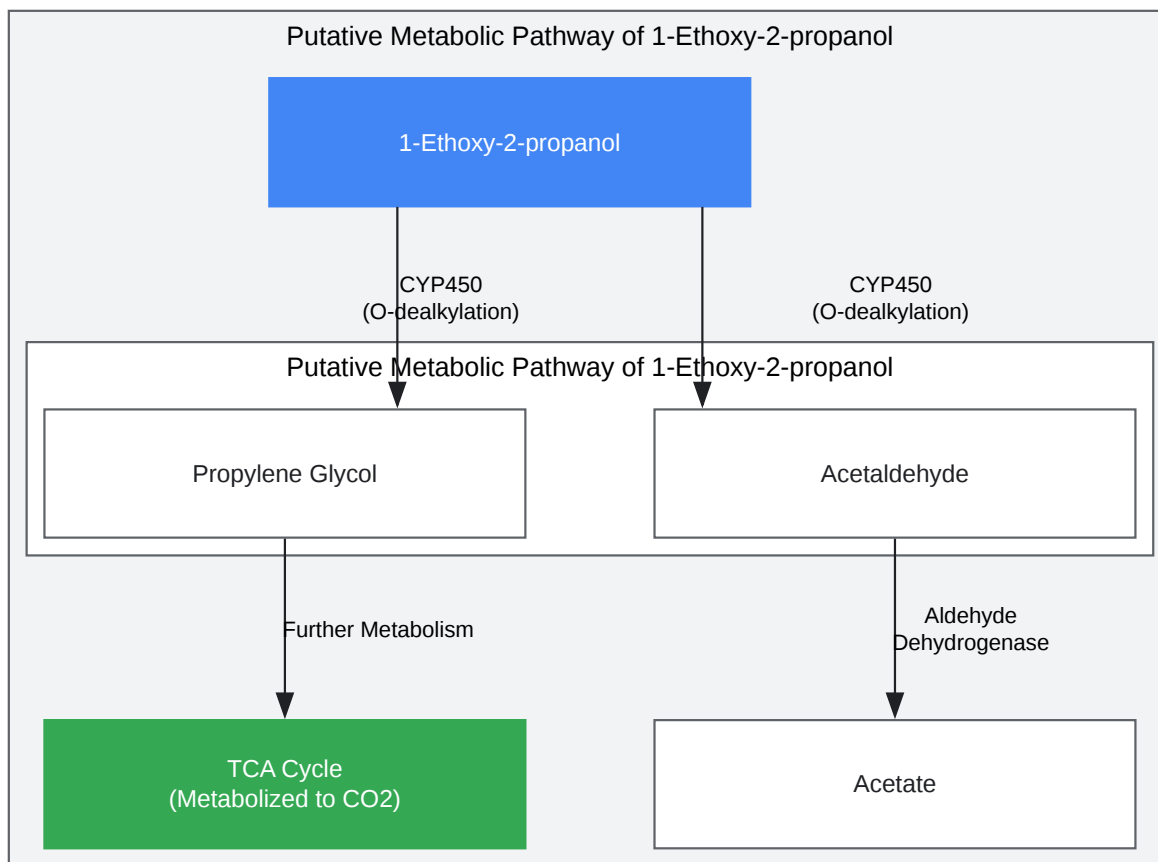 Putative Metabolic Pathway of 1-Ethoxy-2-propanol
1-Ethoxy-2-propanol
CYP450
(O-dealkylation)
CYP450
(O-dealkylation)
Putative Metabolic Pathway of 1-Ethoxy-2-propanol
Propylene Glycol
Acetaldehyde
Further Metabolism
Aldehyde
Dehydrogenase
TCA Cycle
(Metabolized to CO2)
Acetate